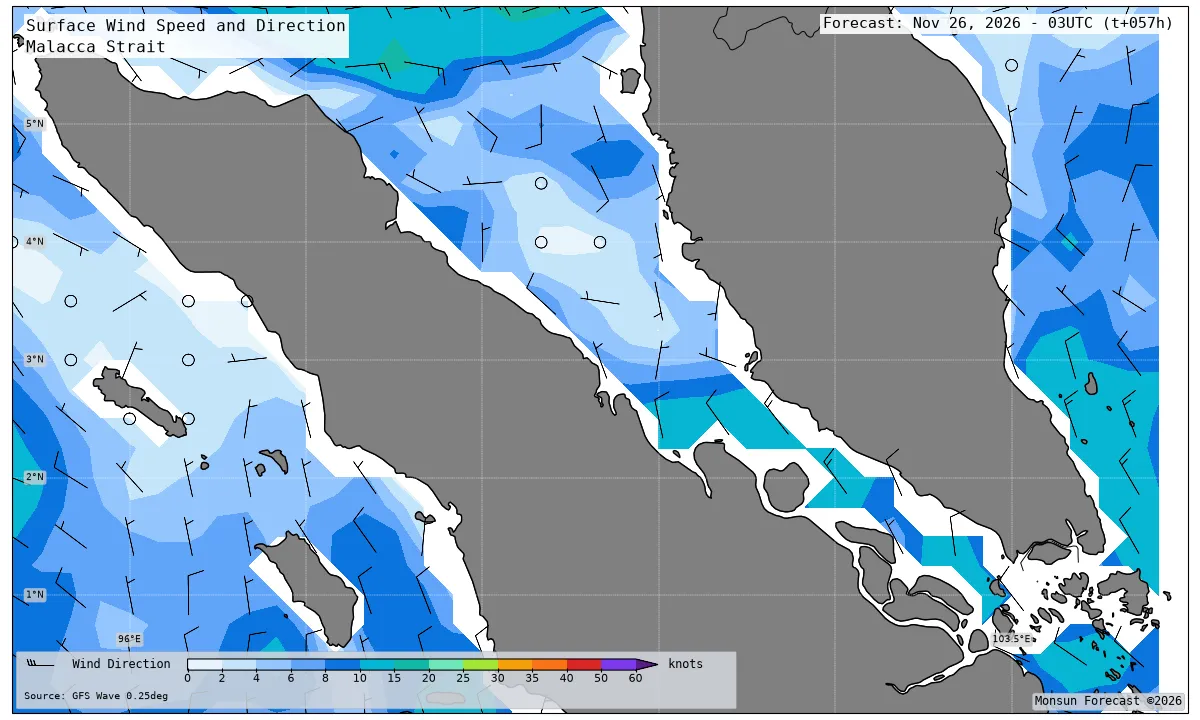 Surface Wind Speed and Direction
Malacca Strait
Forecast: Nov 26, 2026 - 03UTC (t+057h)
5°N
4°N
3°N
2°N
1°N
96°E
103.5°E
Wind Direction
0 2 4 6 8 10 15 20 25 30 35 40 50 60
knots
Source: GFS Wave 0.25deg
Monsun Forecast ©2026